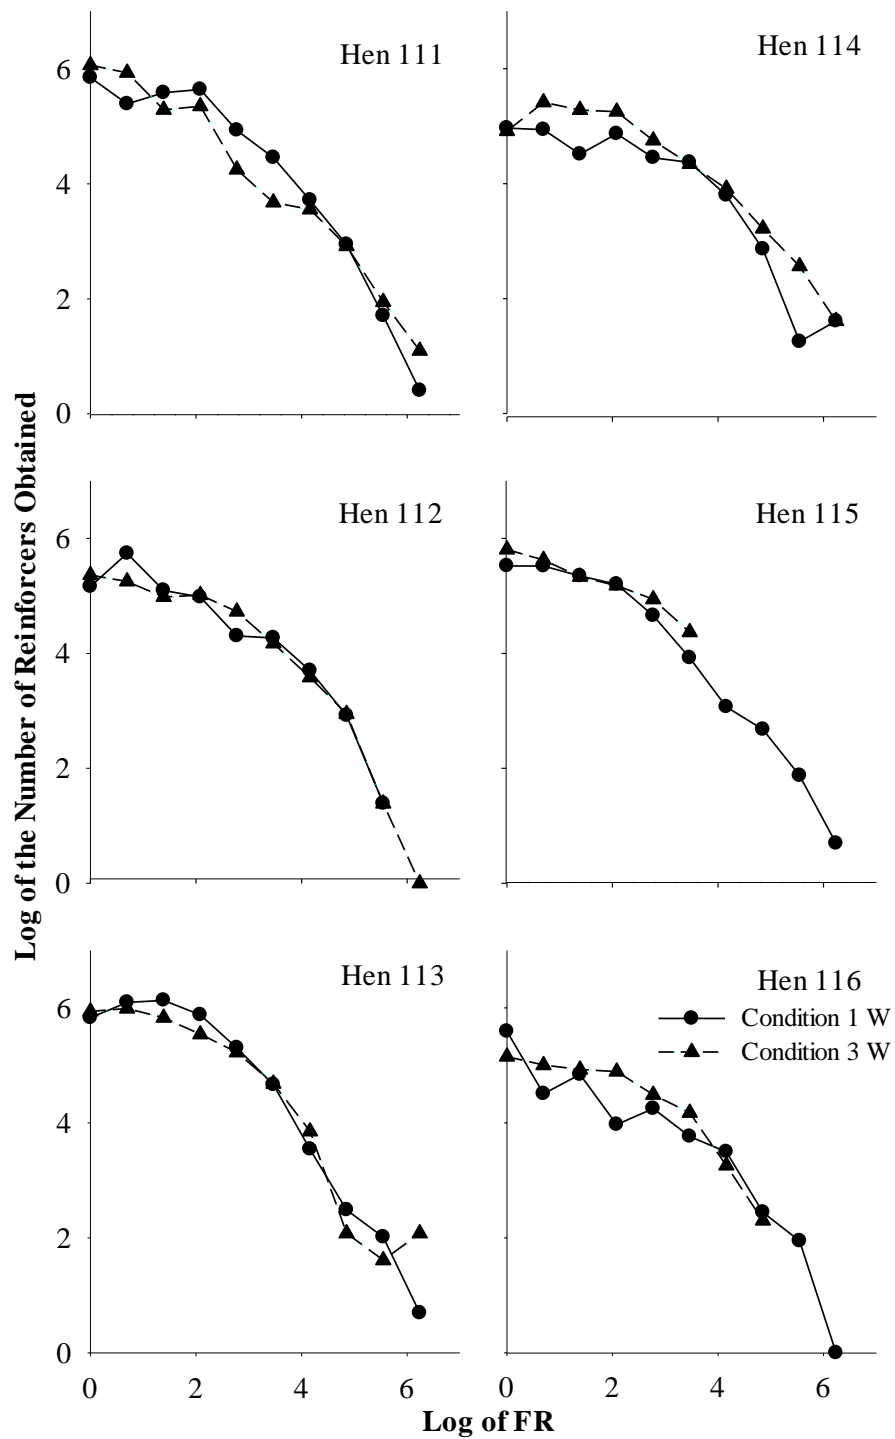 Hen 111
Hen 114
6
4
2
0
Log of the Number of Reinforcers Obtained
Hen 112
Hen 115
6
4
2
0
Hen 113
Hen 116
Condition 1 W
Condition 3 W
6
4
2
0
0 2 4 6
0 2 4 6
Log of FR